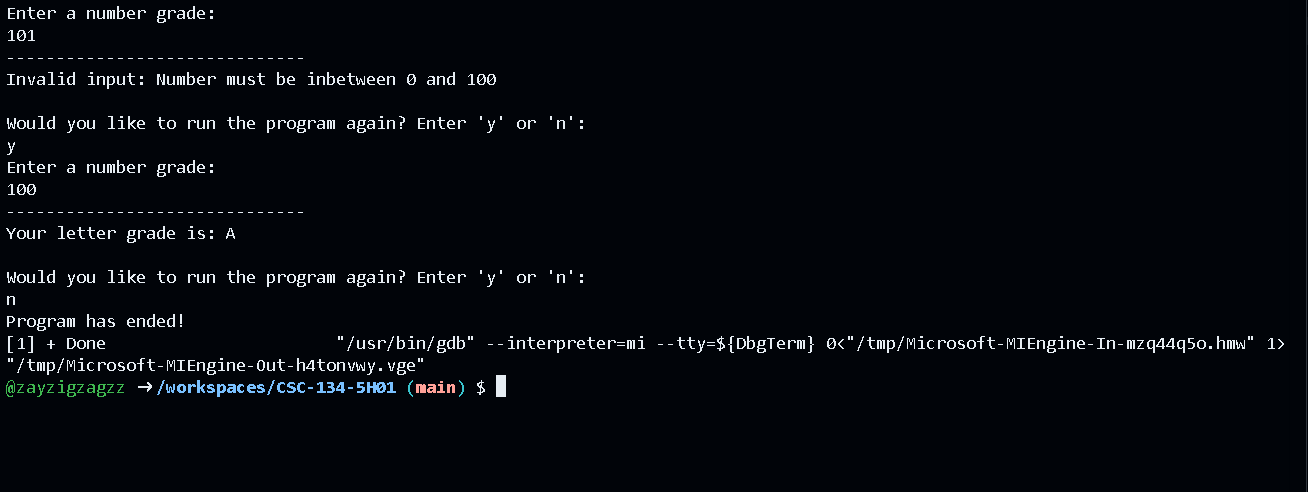 Enter a number grade:
101
------------------------------
Invalid input: Number must be inbetween 0 and 100
Would you like to run the program again? Enter 'y' or 'n':
y
Enter a number grade:
100
------------------------------
Your letter grade is: A
Would you like to run the program again? Enter 'y' or 'n':
n
Program has ended!
[1] + Done                       "/usr/bin/gdb" --interpreter=mi --tty=${DbgTerm} 0<"/tmp/Microsoft-MIEngine-In-mzq44q5o.hmw" 1>
"/tmp/Microsoft-MIEngine-Out-h4tonvwy.vge"
@zayzigzagzz ➜ /workspaces/CSC-134-5H01 (main) $